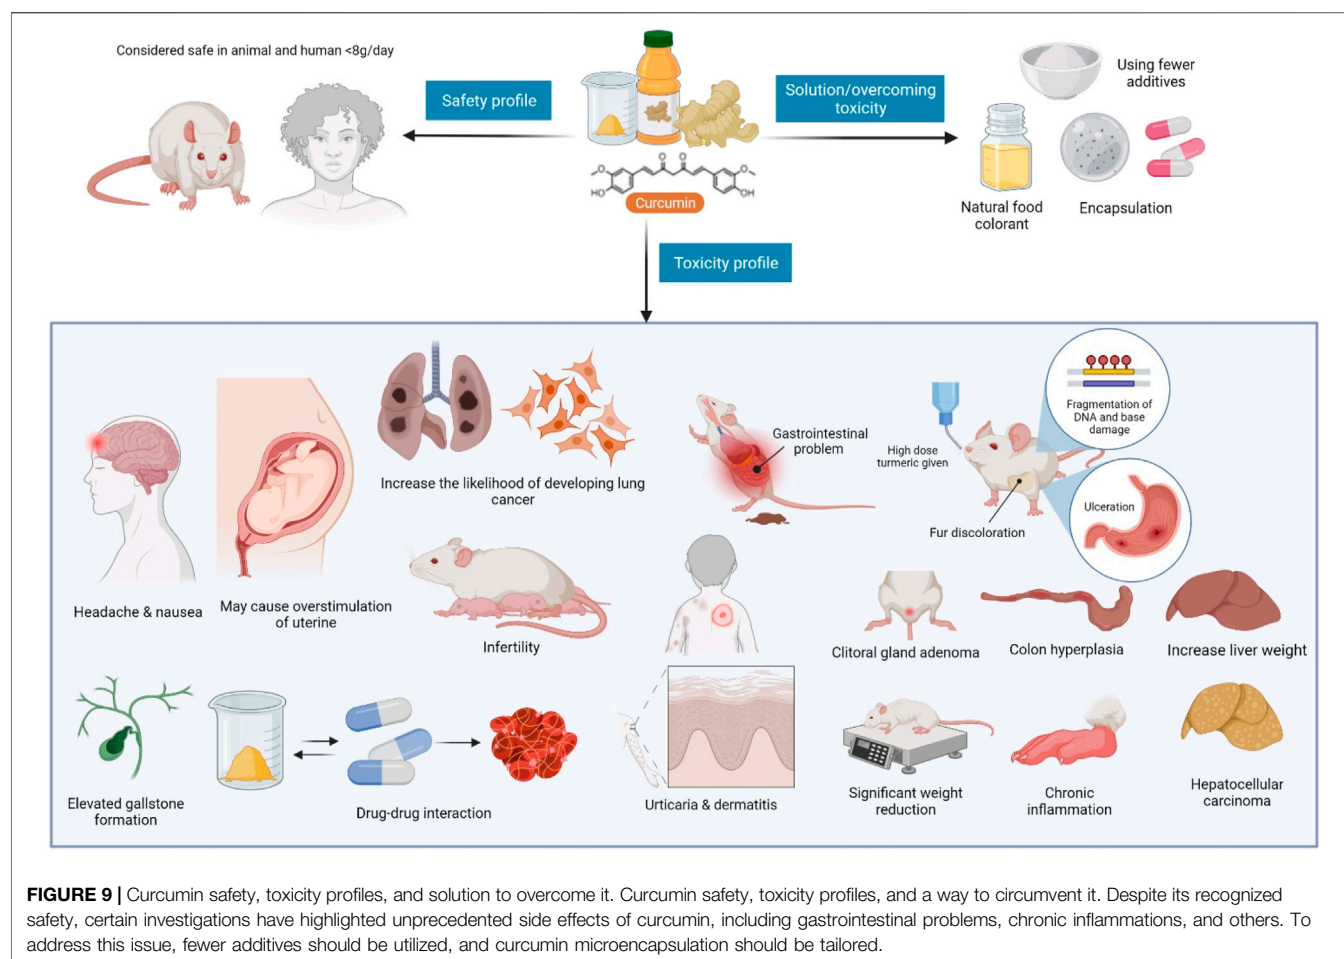 Considered safe in animal and human <8g/day
Safety profile
Solution/overcoming
toxicity
Using fewer
additives
O
O
O
O
HO
OH
Curcumin
Natural food
colorant
Encapsulation
Toxicity profile
Headache & nausea
May cause overstimulation
of uterine
Increase the likelihood of developing lung
cancer
Infertility
Gastrointestinal
problem
High dose
turmeric given
Fur discoloration
Fragmentation of
DNA and base
damage
Ulceration
Clitoral gland adenoma
Colon hyperplasia
Increase liver weight
Elevated gallstone
formation
Drug-drug interaction
Urticaria & dermatitis
Significant weight
reduction
Chronic
inflammation
Hepatocellular
carcinoma
FIGURE 9 | Curcumin safety, toxicity profiles, and solution to overcome it. Curcumin safety, toxicity profiles, and a way to circumvent it. Despite its recognized
safety, certain investigations have highlighted unprecedented side effects of curcumin, including gastrointestinal problems, chronic inflammations, and others. To
address this issue, fewer additives should be utilized, and curcumin microencapsulation should be tailored.